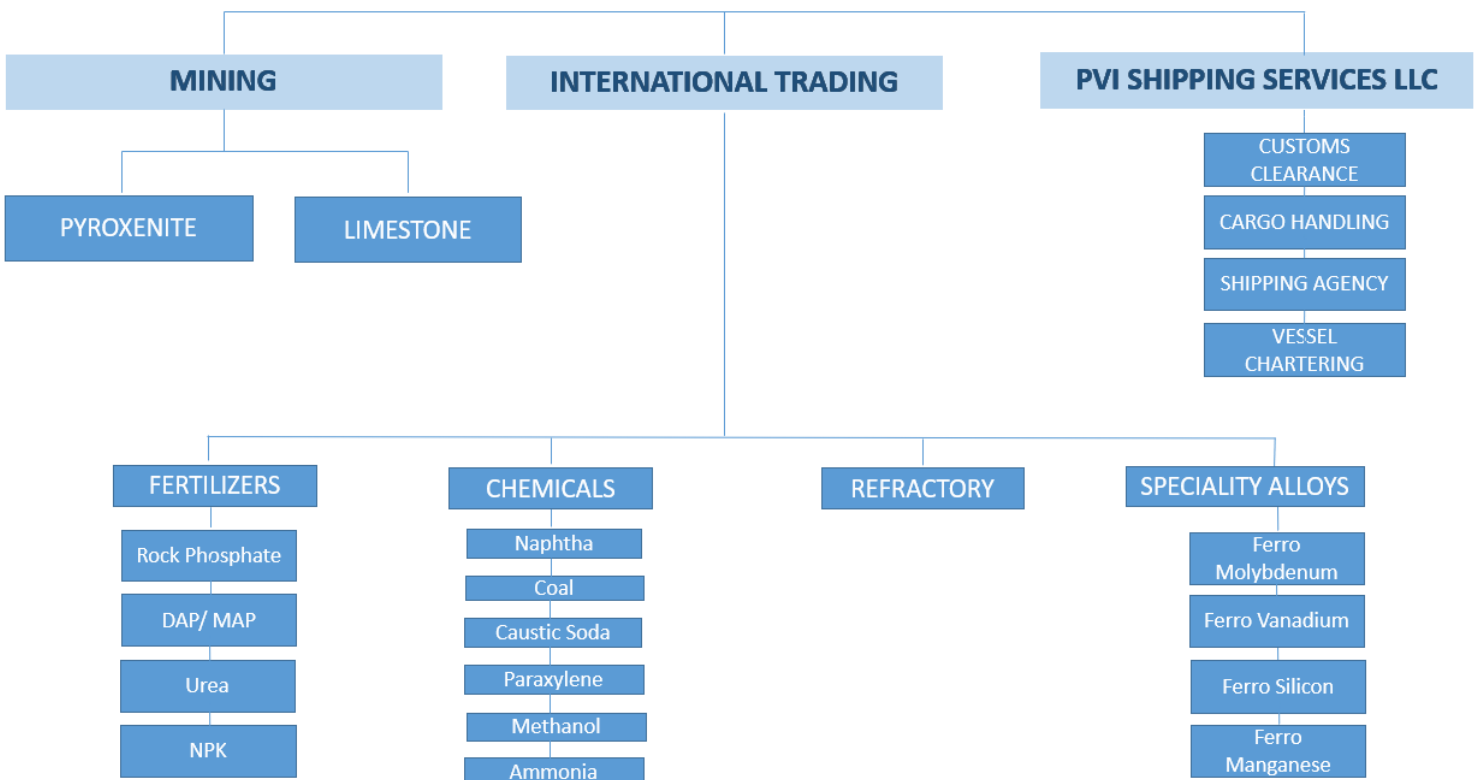 MINING
INTERNATIONAL TRADING
PVI SHIPPING SERVICES LLC
CUSTOMS
CLEARANCE
CARGO HANDLING
SHIPPING AGENCY
VESSEL
CHARTERING
PYROXENITE
LIMESTONE
FERTILIZERS
Rock Phosphate
DAP/ MAP
Urea
NPK
CHEMICALS
Naphtha
Coal
Caustic Soda
Paraxylene
Methanol
Ammonia
REFRACTORY
SPECIALITY ALLOYS
Ferro
Molybdenum
Ferro Vanadium
Ferro Silicon
Ferro
Manganese